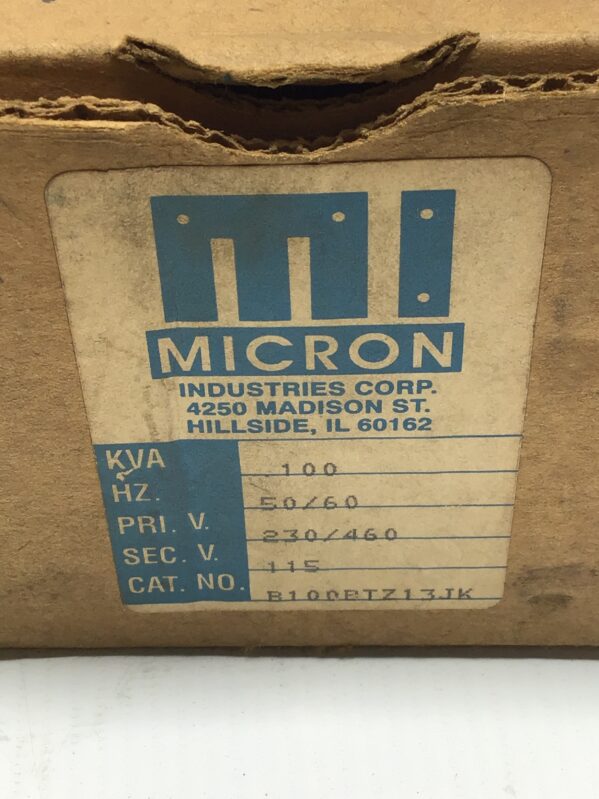 MI
MICRON
INDUSTRIES CORP.
4250 MADISON ST.
HILLSIDE, IL 60162
KVA .100
HZ. 50/60
PRI. V. 230/460
SEC. V. 115
CAT. NO. B100BTZ13JK